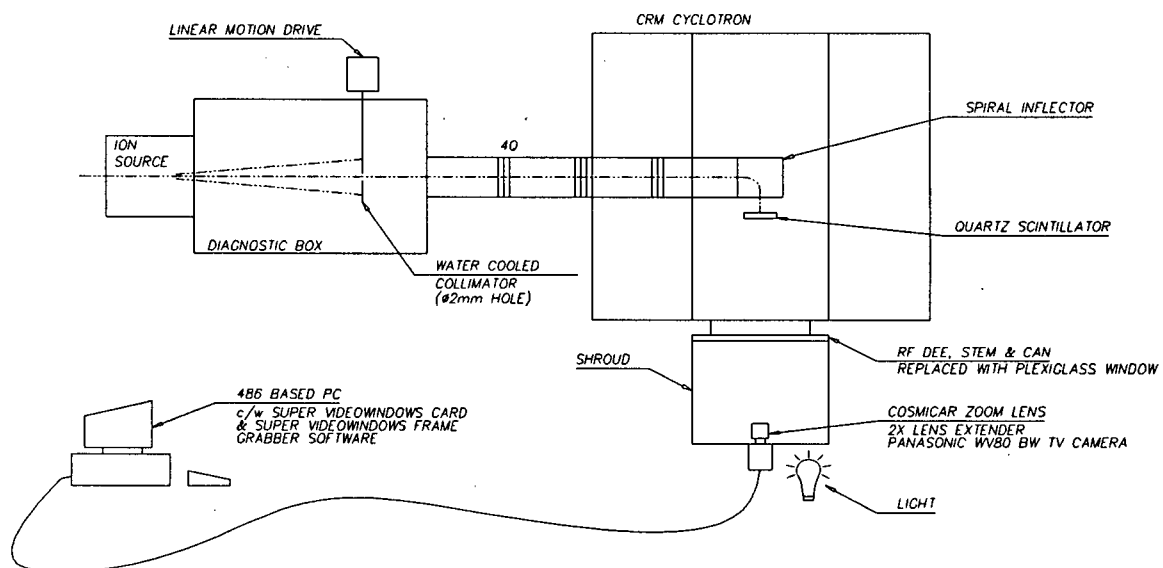 CRM CYCLOTRON
LINEAR MOTION DRIVE
SPIRAL INFLECTOR
ION
SOURCE
40
QUARTZ SCINTILLATOR
DIAGNOSTIC BOX
WATER COOLED
COLLIMATOR
(ø2mm HOLE)
SHROUD
RF DEE, STEM & CAN
REPLACED WITH PLEXIGLASS WINDOW
486 BASED PC
c/w SUPER VIDEOWINDOWS CARD
& SUPER VIDEOWINDOWS FRAME
GRABBER SOFTWARE
COSMICAR ZOOM LENS
2X LENS EXTENDER
PANASONIC WV80 BW TV CAMERA
LIGHT